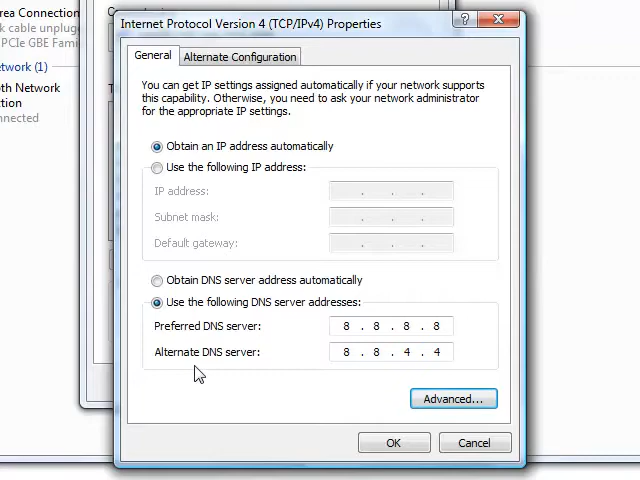 Internet Protocol Version 4 (TCP/IPv4) Properties
?
General
Alternate Configuration
You can get IP settings assigned automatically if your network supports
this capability. Otherwise, you need to ask your network administrator
for the appropriate IP settings.
Obtain an IP address automatically
Use the following IP address:
IP address:
. . .
Subnet mask:
. . .
Default gateway:
. . .
Obtain DNS server address automatically
Use the following DNS server addresses:
Preferred DNS server:
8 . 8 . 8 . 8
Alternate DNS server:
8 . 8 . 4 . 4
Advanced...
OK
Cancel
rea Connection
k cable unplug
PCIe GBE Fami
etwork (1)
th Network
ction
nnected